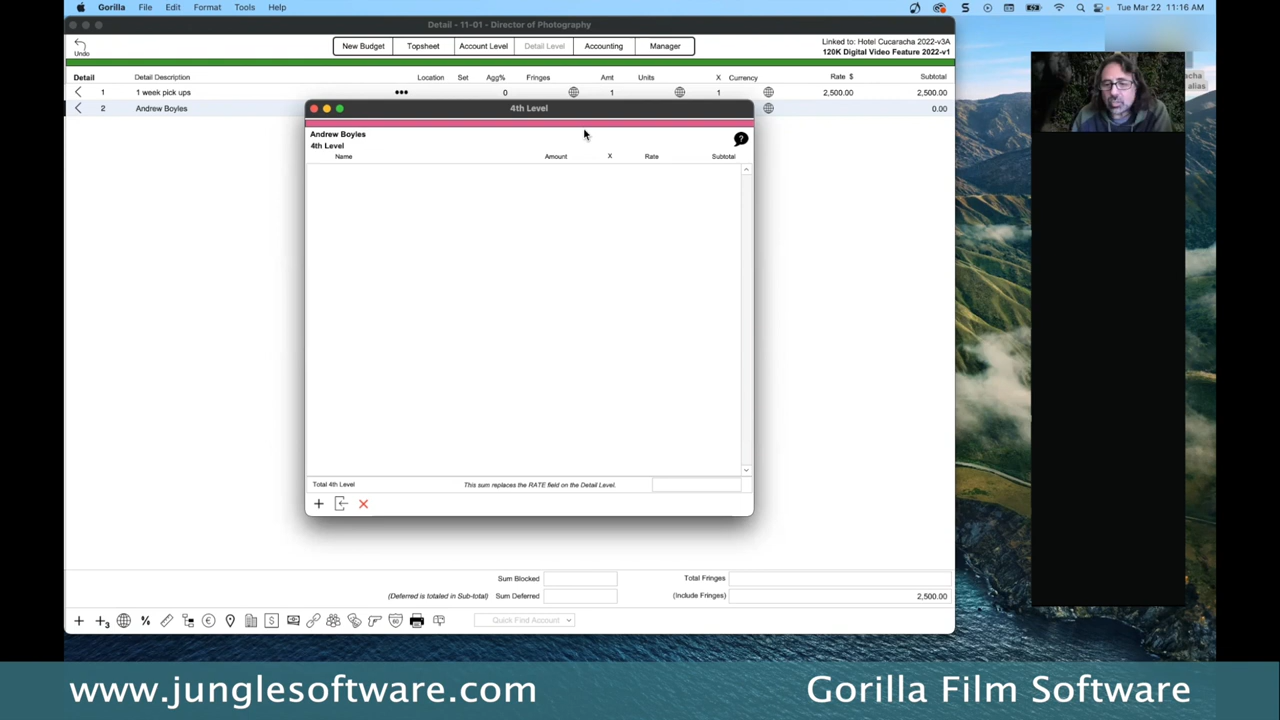 Gorilla File Edit Format Tools Help
Tue Mar 22 11:16 AM
Detail - 11-01 - Director of Photography
Undo
New Budget Topsheet Account Level Detail Level Accounting Manager
Linked to: Hotel Cucaracha 2022-v3A
120K Digital Video Feature 2022-v1
Detail Detail Description Location Set Agg% Fringes Amt Units X Currency Rate $ Subtotal
1 1 week pick ups ••• 0 1 1 2,500.00 2,500.00
2 Andrew Boyles 0.00
4th Level
Andrew Boyles
4th Level
Name Amount X Rate Subtotal
Total 4th Level This sum replaces the RATE field on the Detail Level.
Sum Blocked Total Fringes
(Deferred is totaled in Sub-total) Sum Deferred (Include Fringes) 2,500.00
Quick Find Account
acha
alias
www.junglesoftware.com Gorilla Film Software